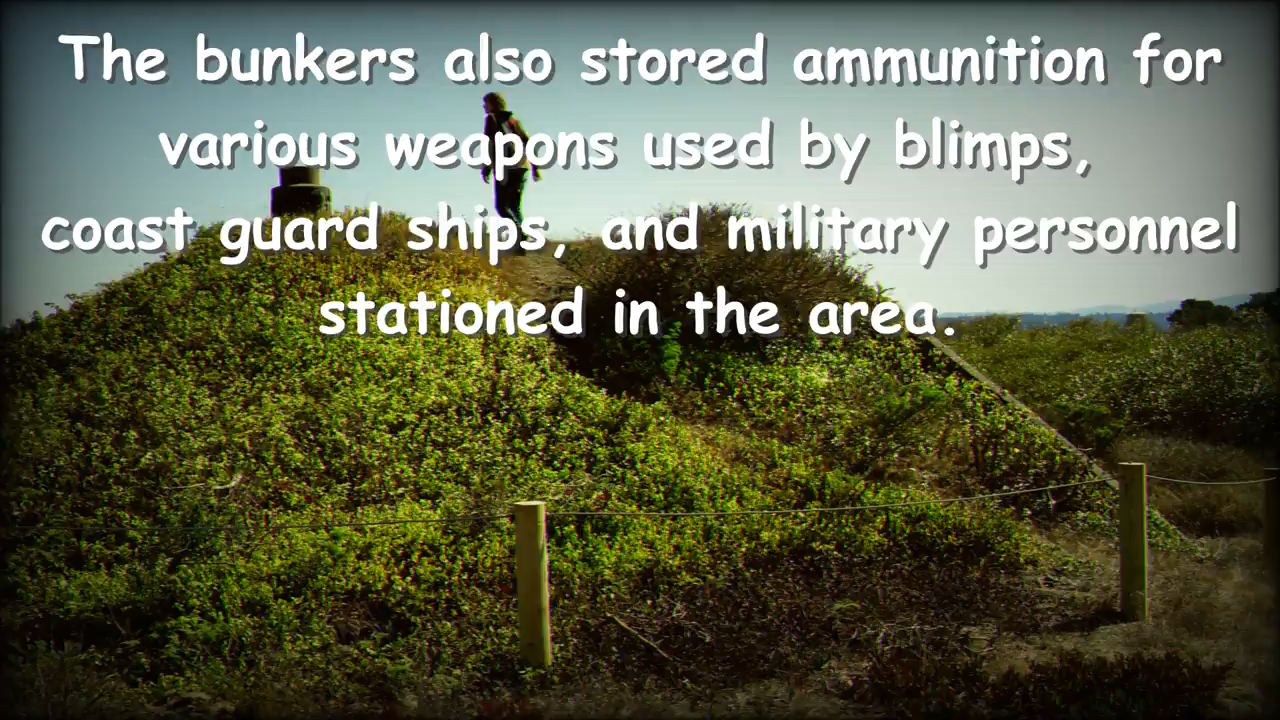 The bunkers also stored ammunition for
various weapons used by blimps,
coast guard ships, and military personnel
stationed in the area.